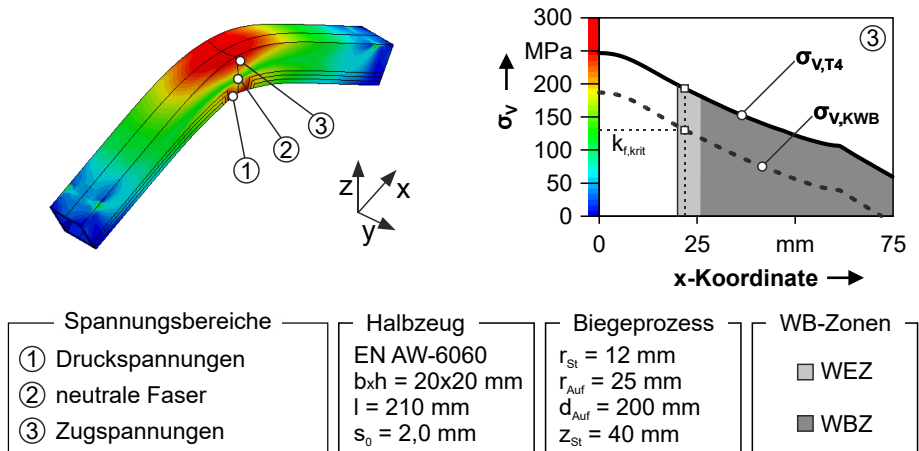 1
2
3
z
x
y
300
MPa
200
150
100
50
0
σV
0
25
mm
75
x-Koordinate
3
σV,T4
σV,KWB
kf,krit
Spannungsbereiche
1 Druckspannungen
2 neutrale Faser
3 Zugspannungen
Halbzeug
EN AW-6060
bxh = 20x20 mm
l = 210 mm
s0 = 2,0 mm
Biegeprozess
rSt = 12 mm
rAuf = 25 mm
dAuf = 200 mm
zSt = 40 mm
WB-Zonen
WEZ
WBZ